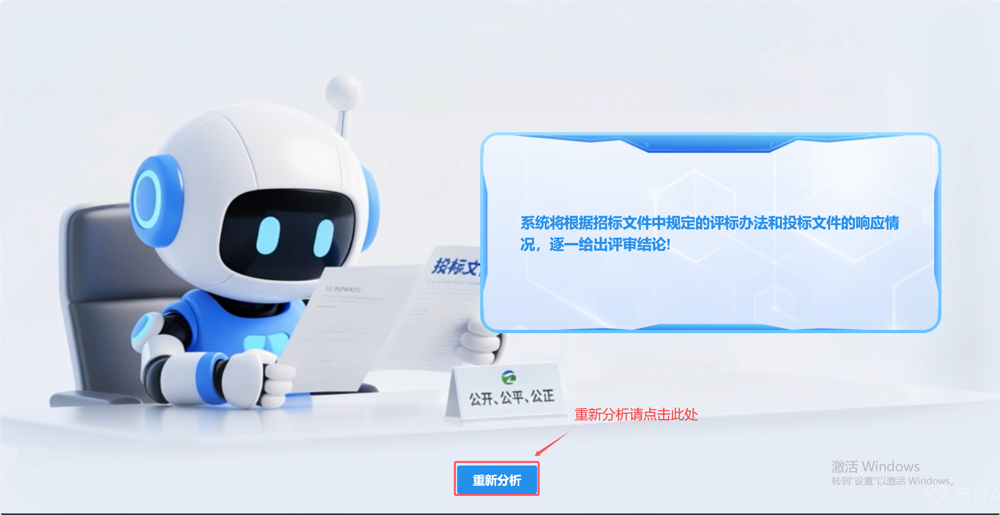 系统将根据招标文件中规定的评标办法和投标文件的响应情
况，逐一给出评审结论!
投标文
公开、公平、公正
重新分析请点击此处
重新分析
激活 Windows
转到“设置”以激活 Windows。
可灵A